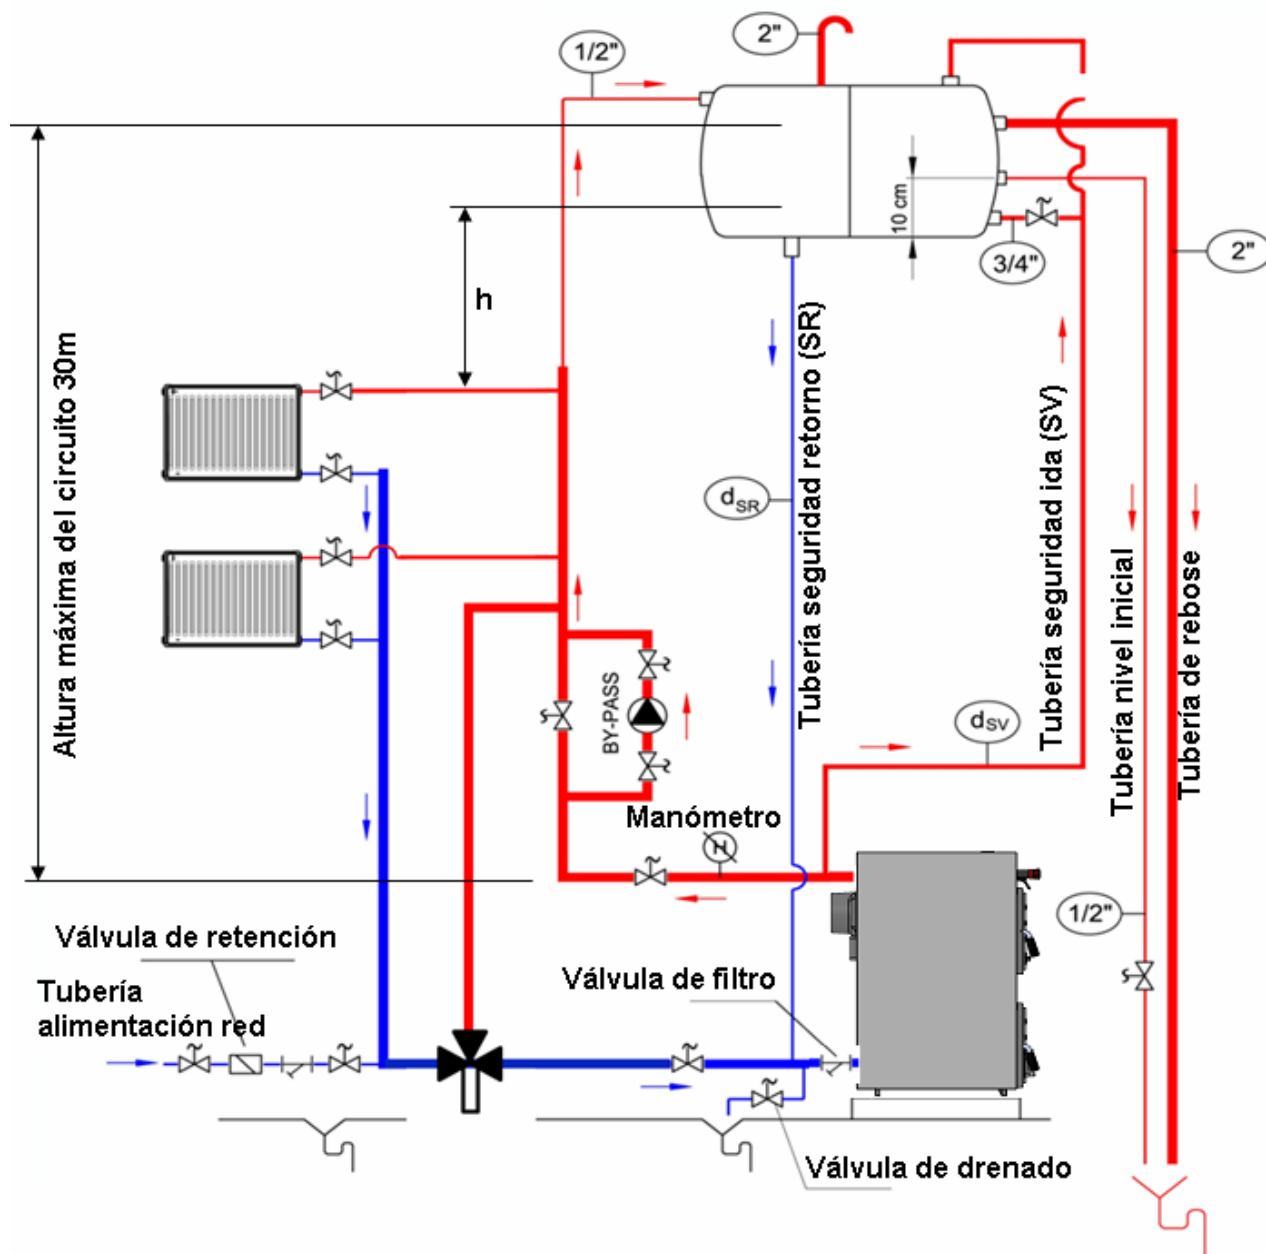 2"
1/2"
10 cm
3/4"
2"
h
Altura máxima del circuito 30m
Tubería seguridad retorno (SR)
Tubería seguridad ida (SV)
dSR
Tubería nivel inicial
Tubería de rebose
BY-PASS
dSV
Manómetro
H
1/2"
Válvula de retención
Válvula de filtro
Tubería
alimentación red
Válvula de drenado